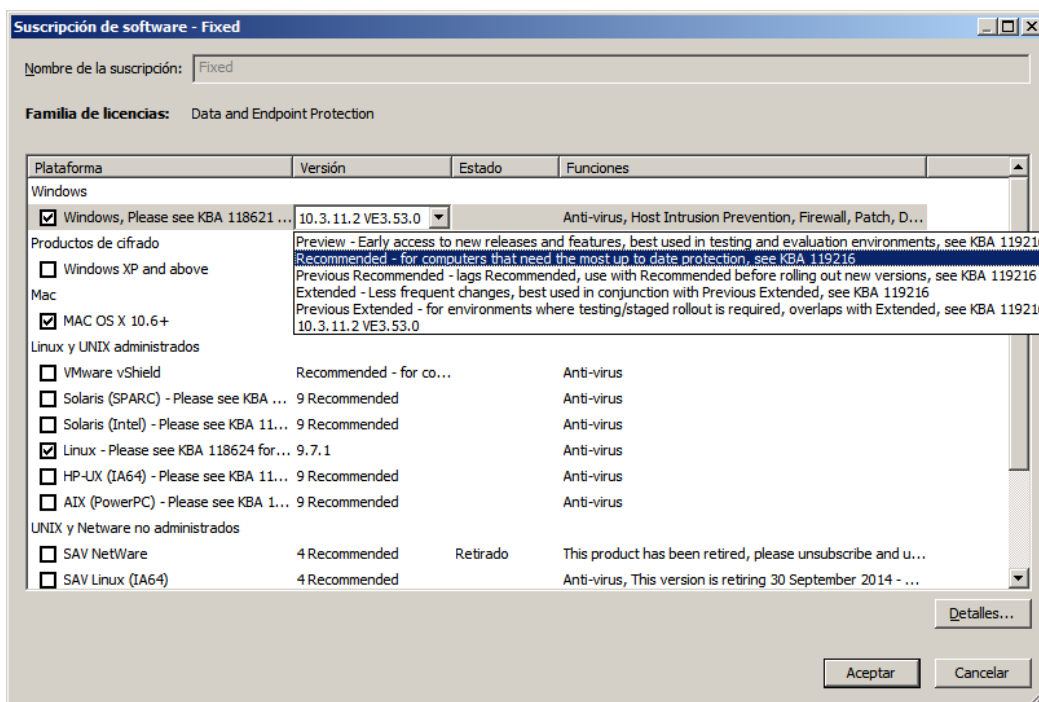 Suscripción de software - Fixed
Nombre de la suscripción: Fixed
Familia de licencias: Data and Endpoint Protection
Plataforma Versión Estado Funciones
Windows
Windows, Please see KBA 118621 ... 10.3.11.2 VE3.53.0 Anti-virus, Host Intrusion Prevention, Firewall, Patch, D...
Productos de cifrado
Preview - Early access to new releases and features, best used in testing and evaluation environments, see KBA 119216
Recommended - for computers that need the most up to date protection, see KBA 119216
Windows XP and above
Previous Recommended - lags Recommended, use with Recommended before rolling out new versions, see KBA 119216
Mac
Extended - Less frequent changes, best used in conjunction with Previous Extended, see KBA 119216
Previous Extended - for environments where testing/staged rollout is required, overlaps with Extended, see KBA 11921
MAC OS X 10.6+
10.3.11.2 VE3.53.0
Linux y UNIX administrados
VMware vShield Recommended - for co... Anti-virus
Solaris (SPARC) - Please see KBA ... 9 Recommended Anti-virus
Solaris (Intel) - Please see KBA 11... 9 Recommended Anti-virus
Linux - Please see KBA 118624 for... 9.7.1 Anti-virus
HP-UX (IA64) - Please see KBA 11... 9 Recommended Anti-virus
AIX (PowerPC) - Please see KBA 1... 9 Recommended Anti-virus
UNIX y Netware no administrados
SAV NetWare 4 Recommended Retirado This product has been retired, please unsubscribe and u...
SAV Linux (IA64) 4 Recommended Anti-virus, This version is retiring 30 September 2014 - ...
Detalles...
Aceptar Cancelar